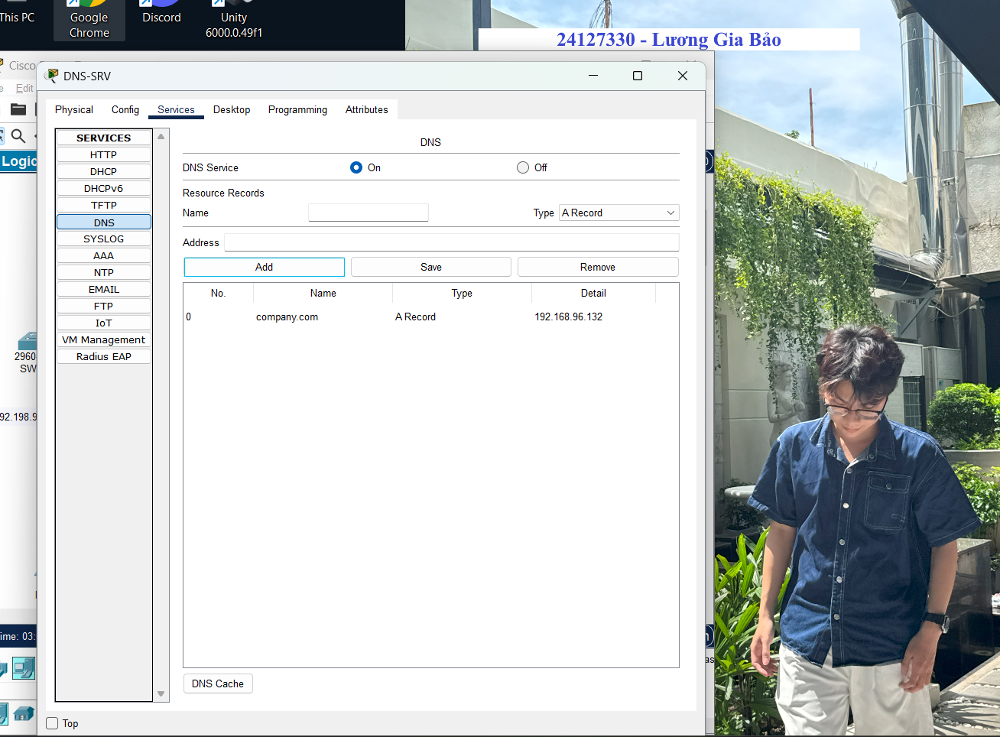 This PC
Google
Chrome
Discord
Unity
6000.0.49f1
24127330 - Lương Gia Bảo
Cisco
Edit
DNS-SRV
Physical
Config
Services
Desktop
Programming
Attributes
Logic
SERVICES
HTTP
DHCP
DHCPv6
TFTP
DNS
SYSLOG
AAA
NTP
EMAIL
FTP
IoT
VM Management
Radius EAP
DNS
DNS Service
On
Off
Resource Records
Name
Type
A Record
Address
Add
Save
Remove
No.
Name
Type
Detail
0
company.com
A Record
192.168.96.132
2960
SW
92.198.9
ime: 03:
as
DNS Cache
Top